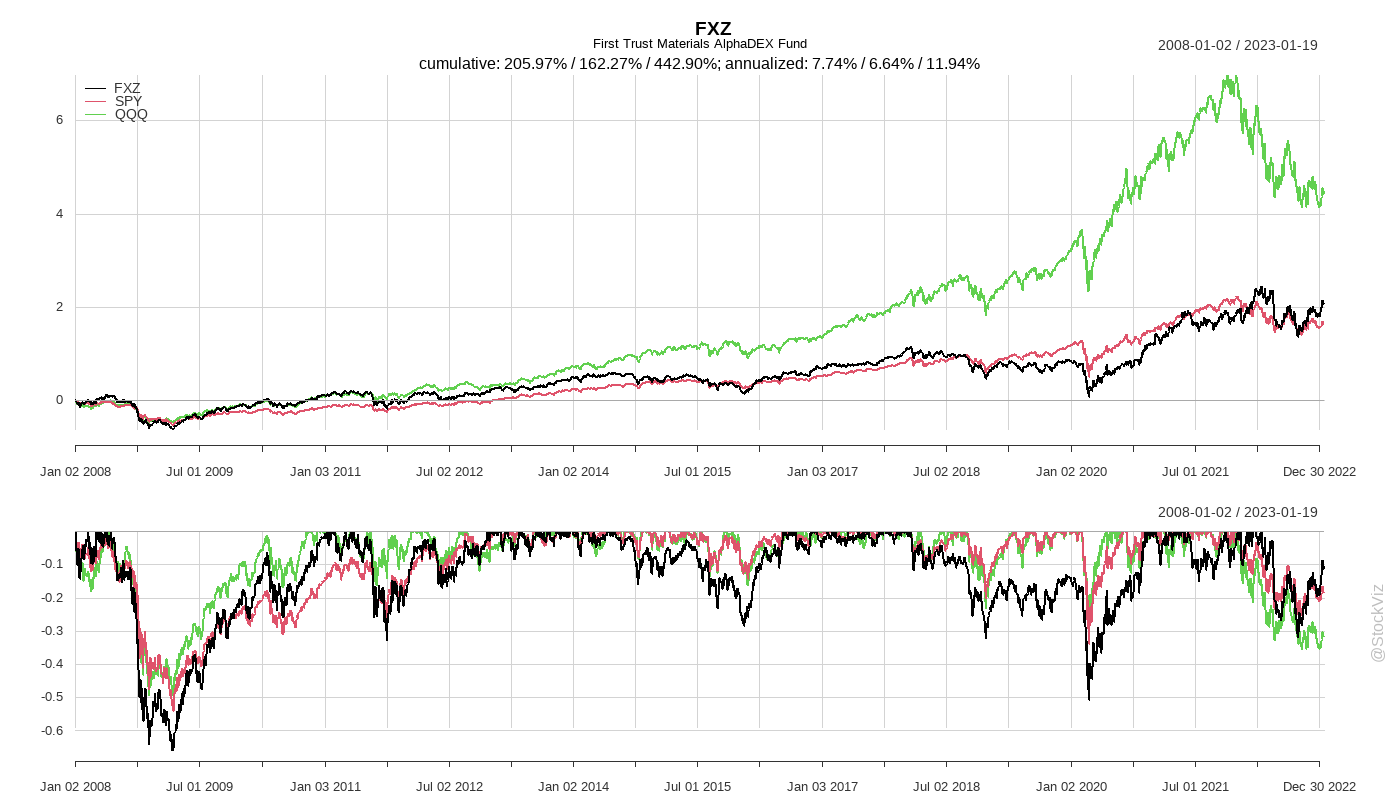 FXZ
First Trust Materials AlphaDEX Fund
2008-01-02 / 2023-01-19
cumulative: 205.97% / 162.27% / 442.90%; annualized: 7.74% / 6.64% / 11.94%
FXZ
SPY
QQQ
6
4
2
0
Jan 02 2008 Jul 01 2009 Jan 03 2011 Jul 02 2012 Jan 02 2014 Jul 01 2015 Jan 03 2017 Jul 02 2018 Jan 02 2020 Jul 01 2021 Dec 30 2022
2008-01-02 / 2023-01-19
-0.1
-0.2
-0.3
-0.4
-0.5
-0.6
Jan 02 2008 Jul 01 2009 Jan 03 2011 Jul 02 2012 Jan 02 2014 Jul 01 2015 Jan 03 2017 Jul 02 2018 Jan 02 2020 Jul 01 2021 Dec 30 2022
@StockViz